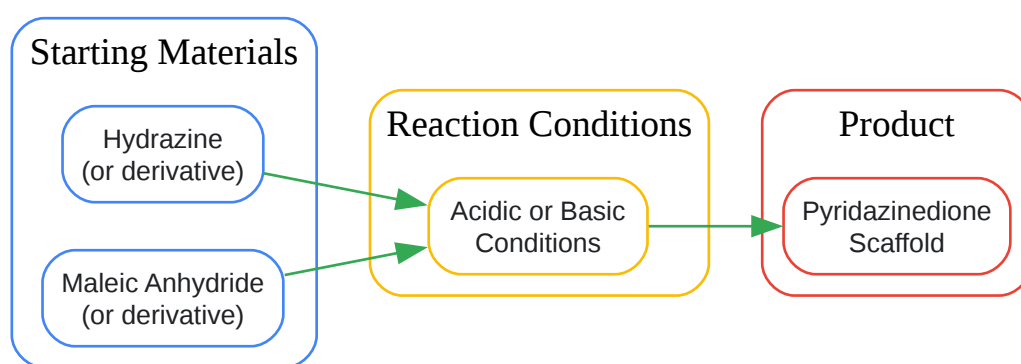 Starting Materials
Hydrazine
(or derivative)
Maleic Anhydride
(or derivative)
Reaction Conditions
Acidic or Basic
Conditions
Product
Pyridazinedione
Scaffold